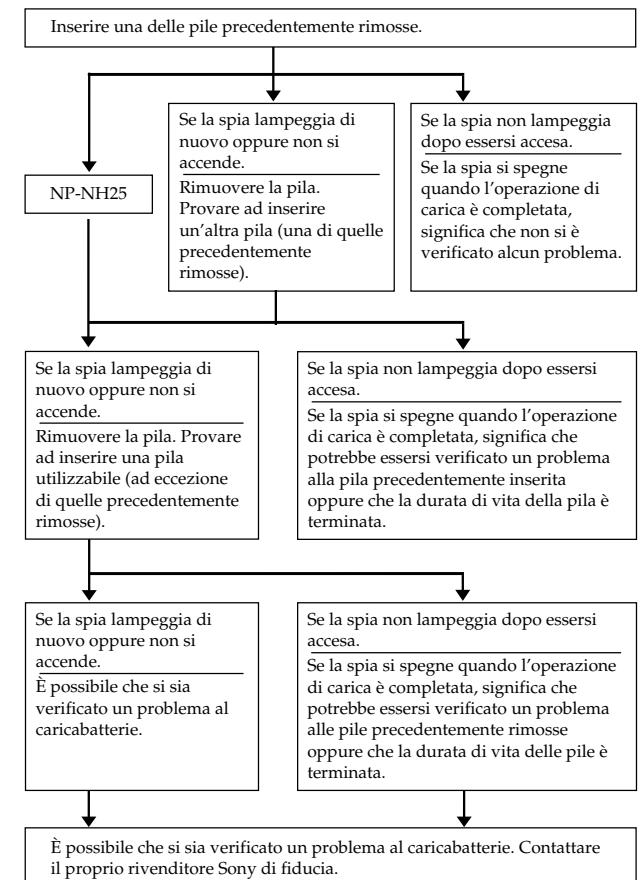 Inserire una delle pile precedentemente rimosse.
NP-NH25
Se la spia lampeggia di
nuovo oppure non si
accende.
Rimuovere la pila.
Provare ad inserire
un’altra pila (una di quelle
precedentemente
rimosse).
Se la spia non lampeggia
dopo essersi accesa.
Se la spia si spegne
quando l’operazione di
carica è completata,
significa che non si è
verificato alcun problema.
Se la spia lampeggia di
nuovo oppure non si
accende.
Rimuovere la pila. Provare
ad inserire una pila
utilizzabile (ad eccezione
di quelle precedentemente
rimosse).
Se la spia non lampeggia dopo essersi
accesa.
Se la spia si spegne quando l’operazione
di carica è completata, significa che
potrebbe essersi verificato un problema
alla pila precedentemente inserita
oppure che la durata di vita della pila è
terminata.
Se la spia lampeggia di
nuovo oppure non si
accende.
È possibile che si sia
verificato un problema al
caricabatterie.
Se la spia non lampeggia dopo essersi
accesa.
Se la spia si spegne quando l’operazione
di carica è completata, significa che
potrebbe essersi verificato un problema
alle pile precedentemente rimosse
oppure che la durata di vita delle pile è
terminata.
È possibile che si sia verificato un problema al caricabatterie. Contattare
il proprio rivenditore Sony di fiducia.